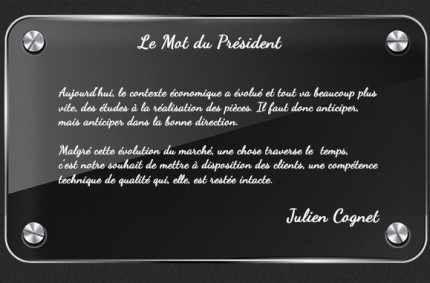 Le Mot du Président
Aujourd'hui, le contexte économique a évolué et tout va beaucoup plus
vite, des études à la réalisation des pièces. Il faut donc anticiper,
mais anticiper dans la bonne direction.
Malgré cette évolution du marché, une chose traverse le temps,
c'est notre souhait de mettre à disposition des clients, une compétence
technique de qualité qui, elle, est restée intacte.
Julien Cognet